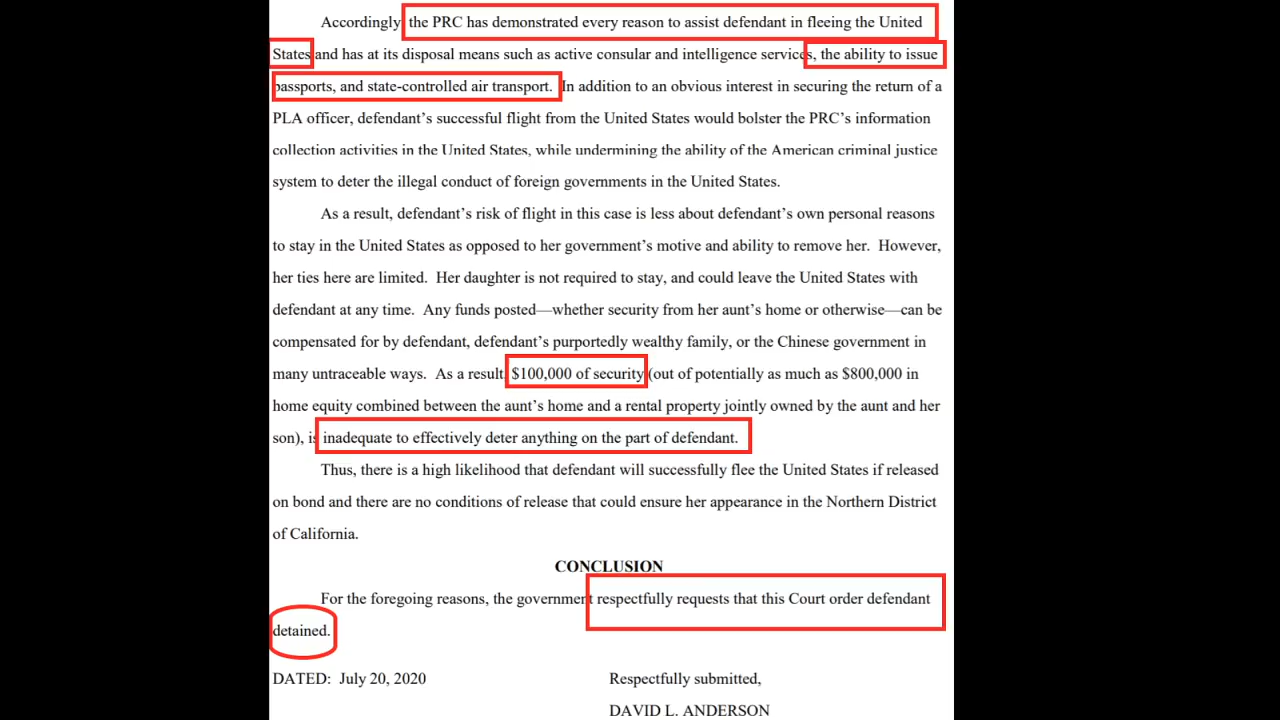 Accordingly, the PRC has demonstrated every reason to assist defendant in fleeing the United
States and has at its disposal means such as active consular and intelligence services, the ability to issue
passports, and state-controlled air transport. In addition to an obvious interest in securing the return of a
PLA officer, defendant's successful flight from the United States would bolster the PRC's information
collection activities in the United States, while undermining the ability of the American criminal justice
system to deter the illegal conduct of foreign governments in the United States.
As a result, defendant's risk of flight in this case is less about defendant's own personal reasons
to stay in the United States as opposed to her government's motive and ability to remove her. However,
her ties here are limited. Her daughter is not required to stay, and could leave the United States with
defendant at any time. Any funds posted—whether security from her aunt's home or otherwise—can be
compensated for by defendant, defendant's purportedly wealthy family, or the Chinese government in
many untraceable ways. As a result, $100,000 of security (out of potentially as much as $800,000 in
home equity combined between the aunt's home and a rental property jointly owned by the aunt and her
son), is inadequate to effectively deter anything on the part of defendant.
Thus, there is a high likelihood that defendant will successfully flee the United States if released
on bond and there are no conditions of release that could ensure her appearance in the Northern District
of California.
CONCLUSION
For the foregoing reasons, the government respectfully requests that this Court order defendant
detained.
DATED: July 20, 2020 Respectfully submitted,
DAVID L. ANDERSON